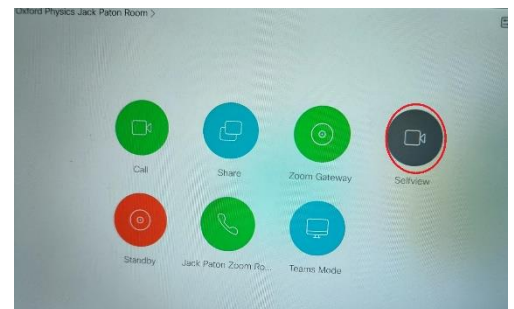 Oxford Physics Jack Paton Room >
Call
Share
Zoom Gateway
Selfview
Standby
Jack Paton Zoom Ro...
Teams Mode